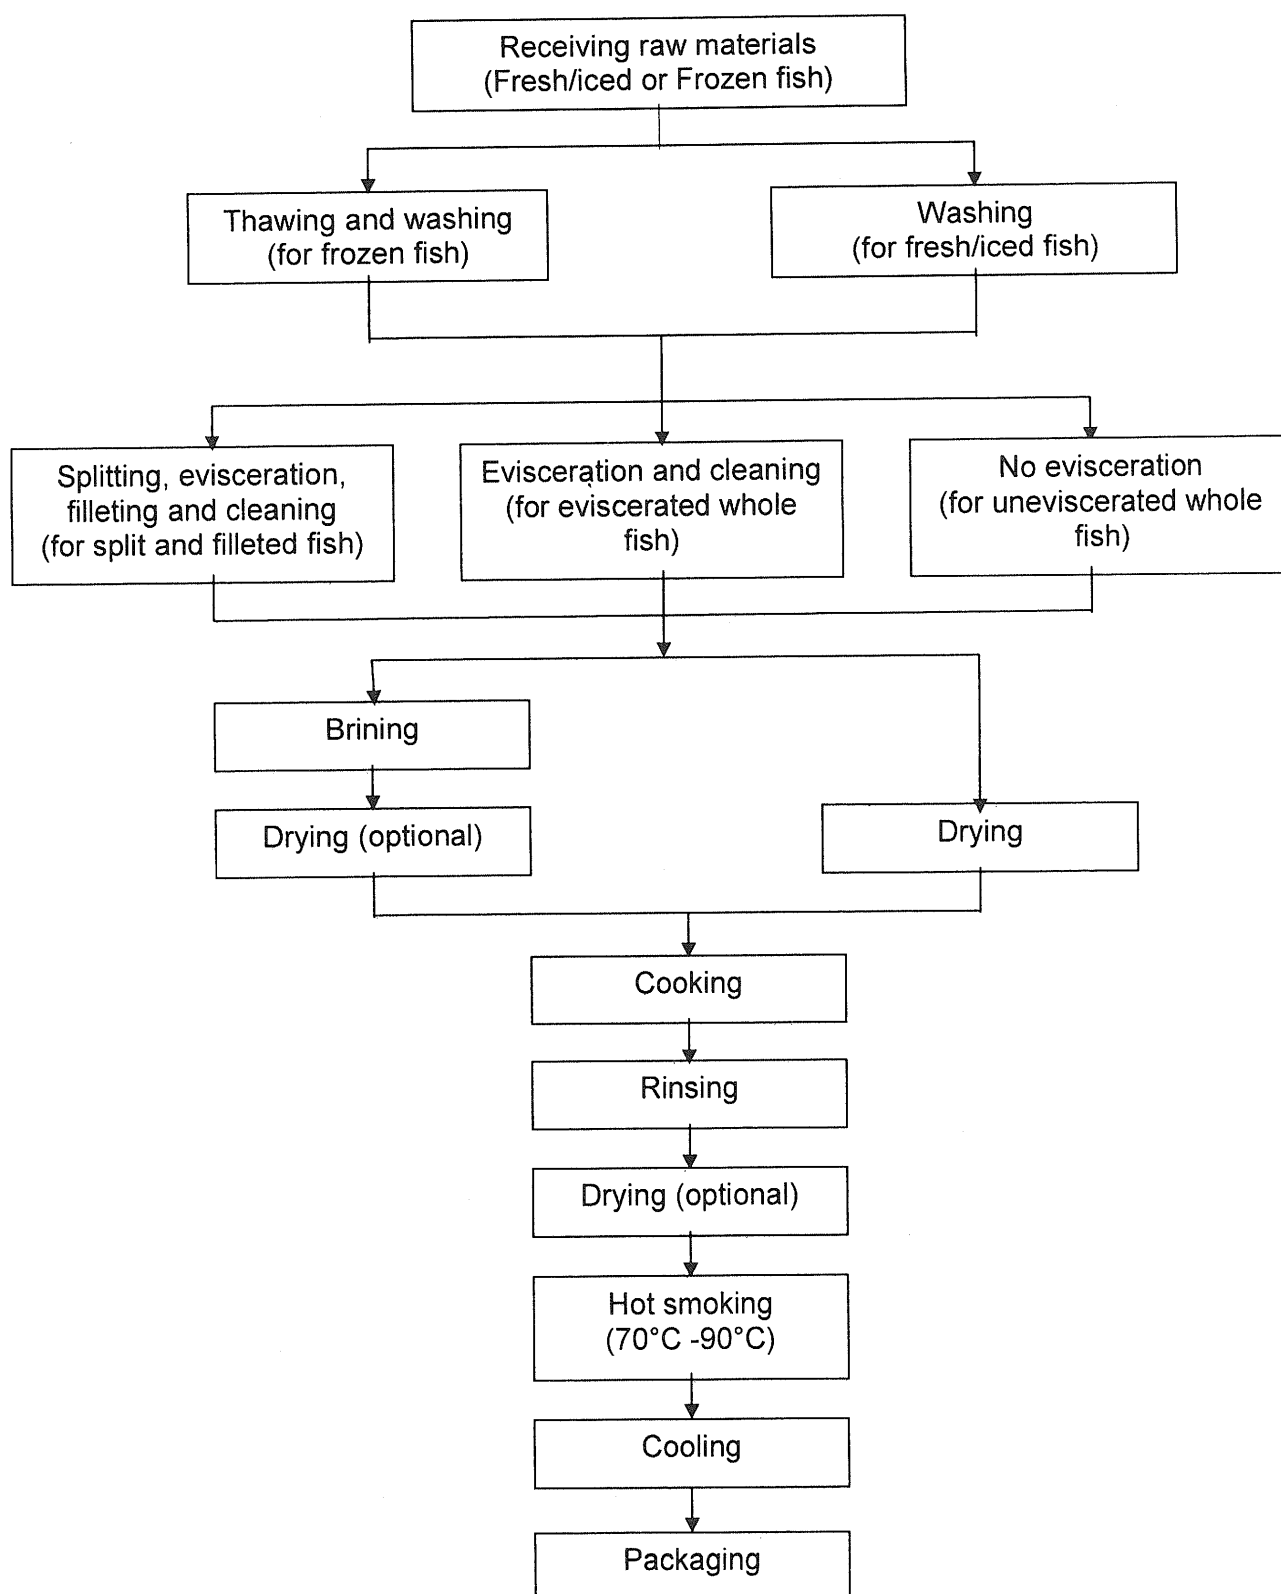 Receiving raw materials
(Fresh/iced or Frozen fish)
Thawing and washing
(for frozen fish)
Washing
(for fresh/iced fish)
Splitting, evisceration,
filleting and cleaning
(for split and filleted fish)
Evisceration and cleaning
(for eviscerated whole
fish)
No evisceration
(for uneviscerated whole
fish)
Brining
Drying (optional)
Drying
Cooking
Rinsing
Drying (optional)
Hot smoking
(70°C -90°C)
Cooling
Packaging